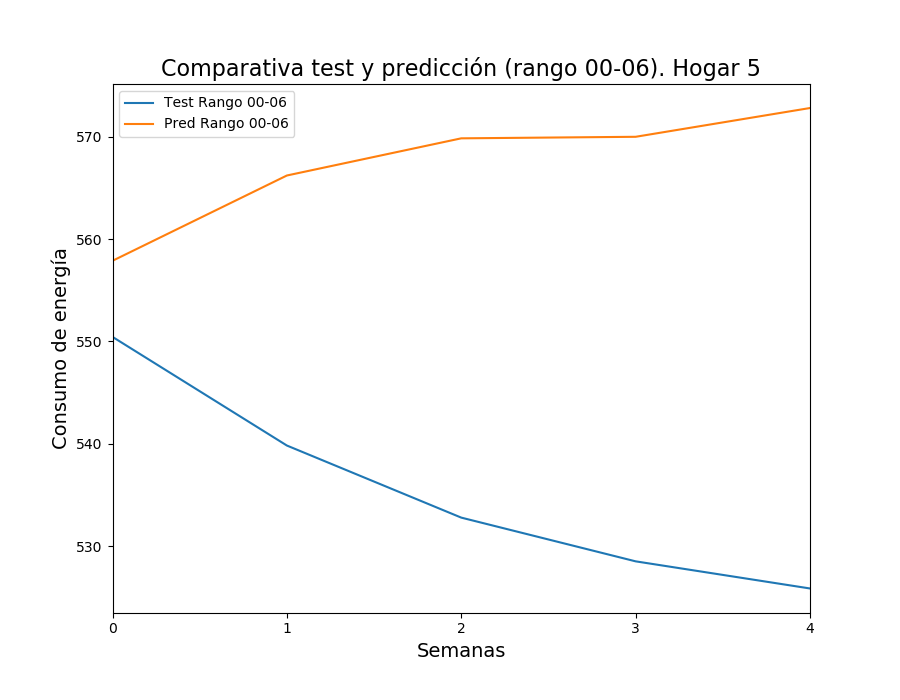 Comparativa test y predicción (rango 00-06). Hogar 5
Test Rango 00-06
Pred Rango 00-06
570
560
550
540
530
Consumo de energía
0 1 2 3 4
Semanas